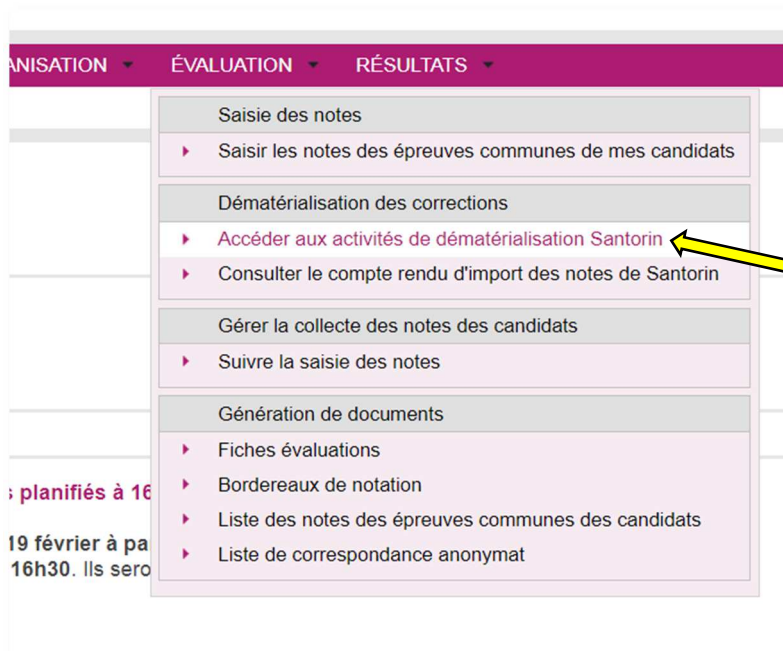 ANISATION ÉVALUATION RÉSULTATS
Saisie des notes
Saisir les notes des épreuves communes de mes candidats
Dématérialisation des corrections
Accéder aux activités de dématérialisation Santorin
Consulter le compte rendu d'import des notes de Santorin
Gérer la collecte des notes des candidats
Suivre la saisie des notes
Génération de documents
Fiches évaluations
s planifiés à 16
Bordereaux de notation
Liste des notes des épreuves communes des candidats
19 février à pa
Liste de correspondance anonymat
16h30. Ils sero